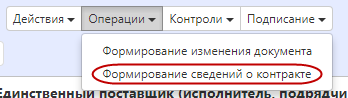 Действия Операции Контроли Подписание
Формирование изменения документа
Формирование сведений о контракте
Единственный поставщик (исполнитель, подрядчи